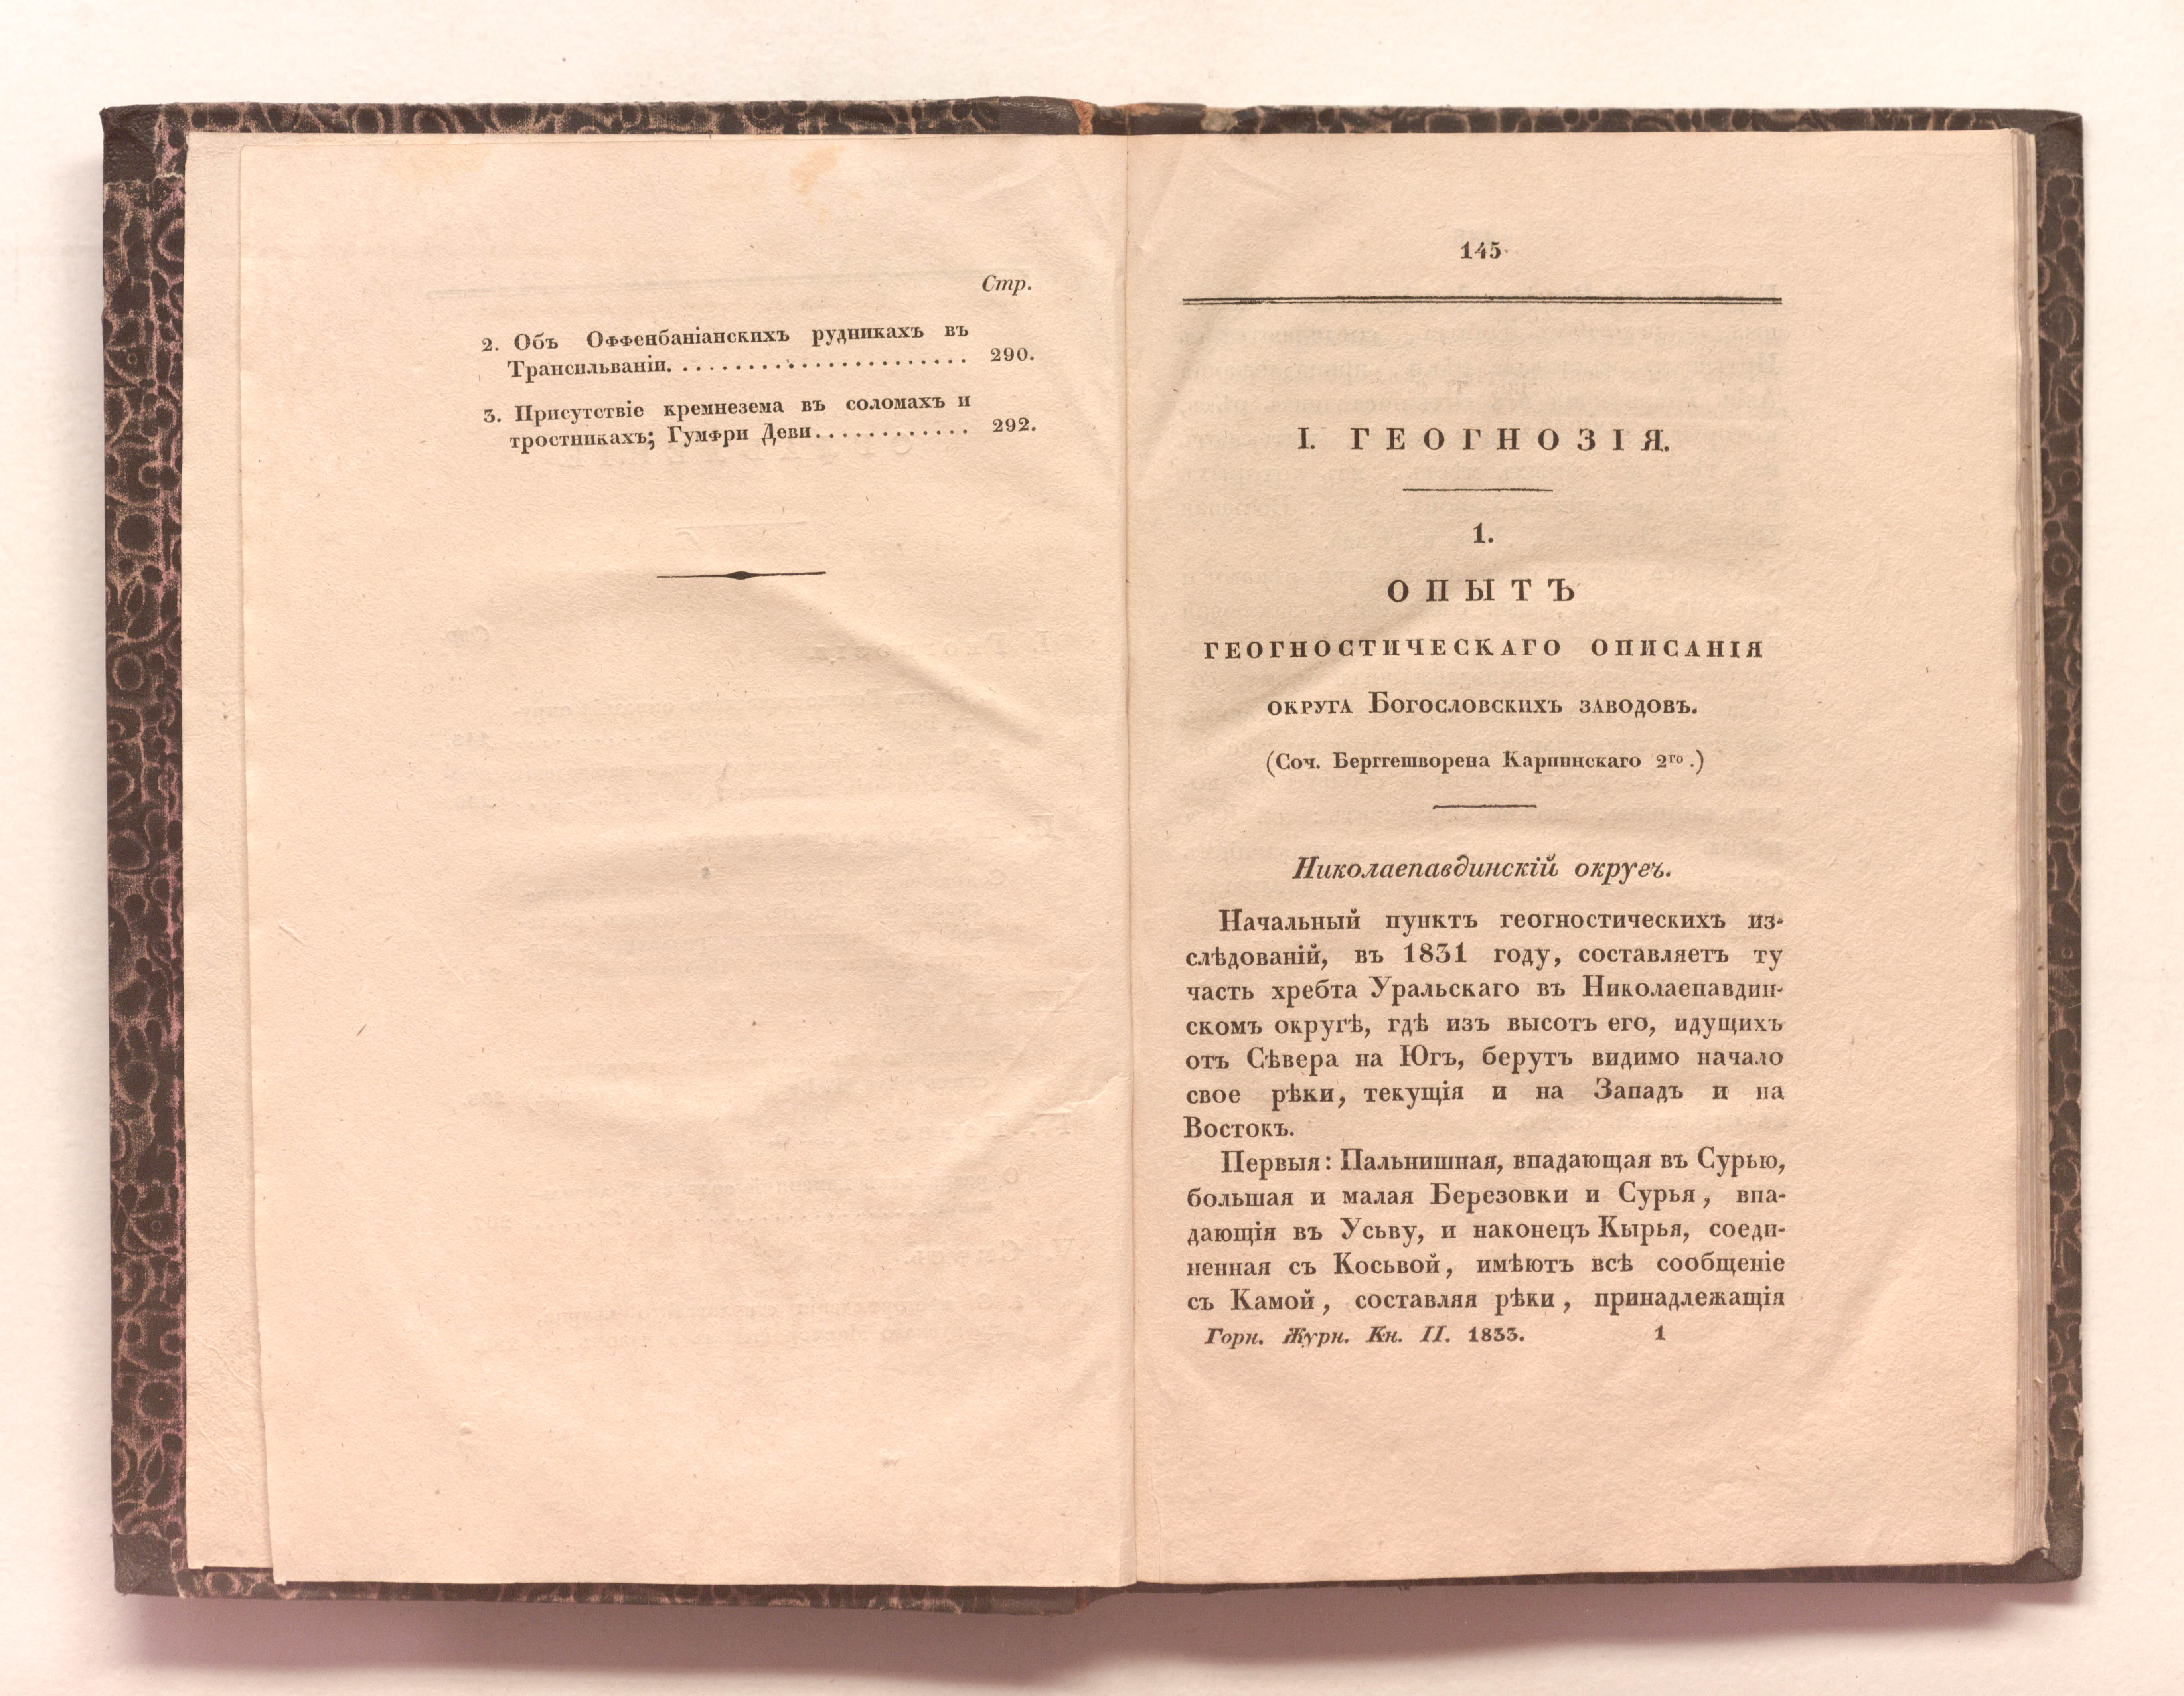 Стр.
2. Объ Оффенбаніанскихъ рудникахъ въ
Трансильваніи. . . . . . . . . . . . . . . . . . . . . . . 290.
3. Присутствіе кремнезема въ соломахъ и
тростникахъ; Гумфри Деви. . . . . . . . . . . . 292.
145
I. ГЕОГНОЗІЯ.
1.
ОПЫТЪ
ГЕОГНОСТИЧЕСКАГО ОПИСАНІЯ
ОКРУГА БОГОСЛОВСКИХЪ ЗАВОДОВЪ.
(Соч. Берггешворена Карпинскаго 2го.)
Николаепавдинскій округъ.
Начальный пунктъ геогностическихъ из-
слѣдованій, въ 1831 году, составляетъ ту
часть хребта Уральскаго въ Николаепавдин-
скомъ округѣ, гдѣ изъ высотъ его, идущихъ
отъ Сѣвера на Югъ, берутъ видимо начало
свое рѣки, текущія и на Западъ и на
Востокъ.
Первыя: Пальнишная, впадающая въ Сурью,
большая и малая Березовки и Сурья, впа-
дающія въ Усьву, и наконецъ Кырья, соеди-
ненная съ Косьвой, имѣютъ всѣ сообщеніе
съ Камой, составляя рѣки, принадлежащія
Горн. Журн. Кн. II. 1833. 1